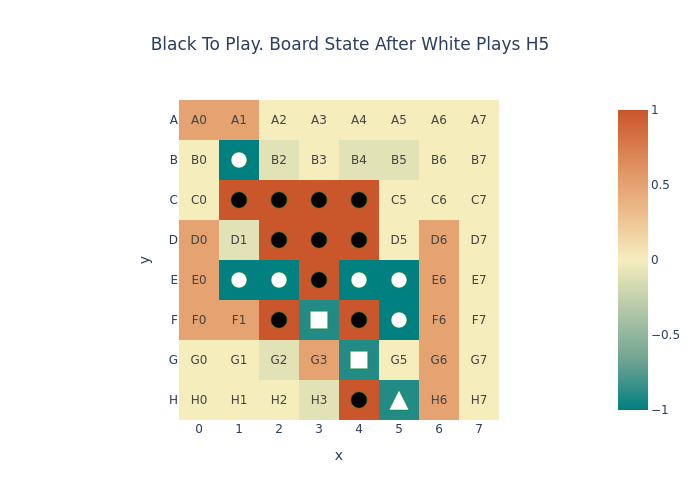 Black To Play. Board State After White Plays H5
A A0 A1 A2 A3 A4 A5 A6 A7
B B0 B2 B3 B4 B5 B6 B7
C C0 C5 C6 C7
D D0 D1 D5 D6 D7
E E0 E6 E7
F F0 F1 F6 F7
G G0 G1 G2 G3 G5 G6 G7
H H0 H1 H2 H3 H6 H7
0 1 2 3 4 5 6 7
x
y
1
0.5
0
−0.5
−1